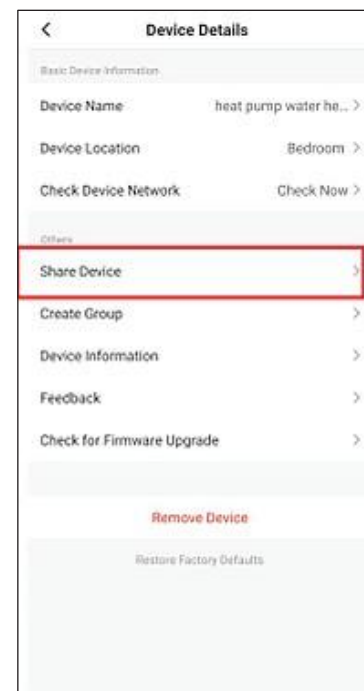 Device Details
Basic Device Information
Device Name heat pump water he...
Device Location Bedroom
Check Device Network Check Now
Others
Share Device
Create Group
Device Information
Feedback
Check for Firmware Upgrade
Remove Device
Restore Factory Defaults